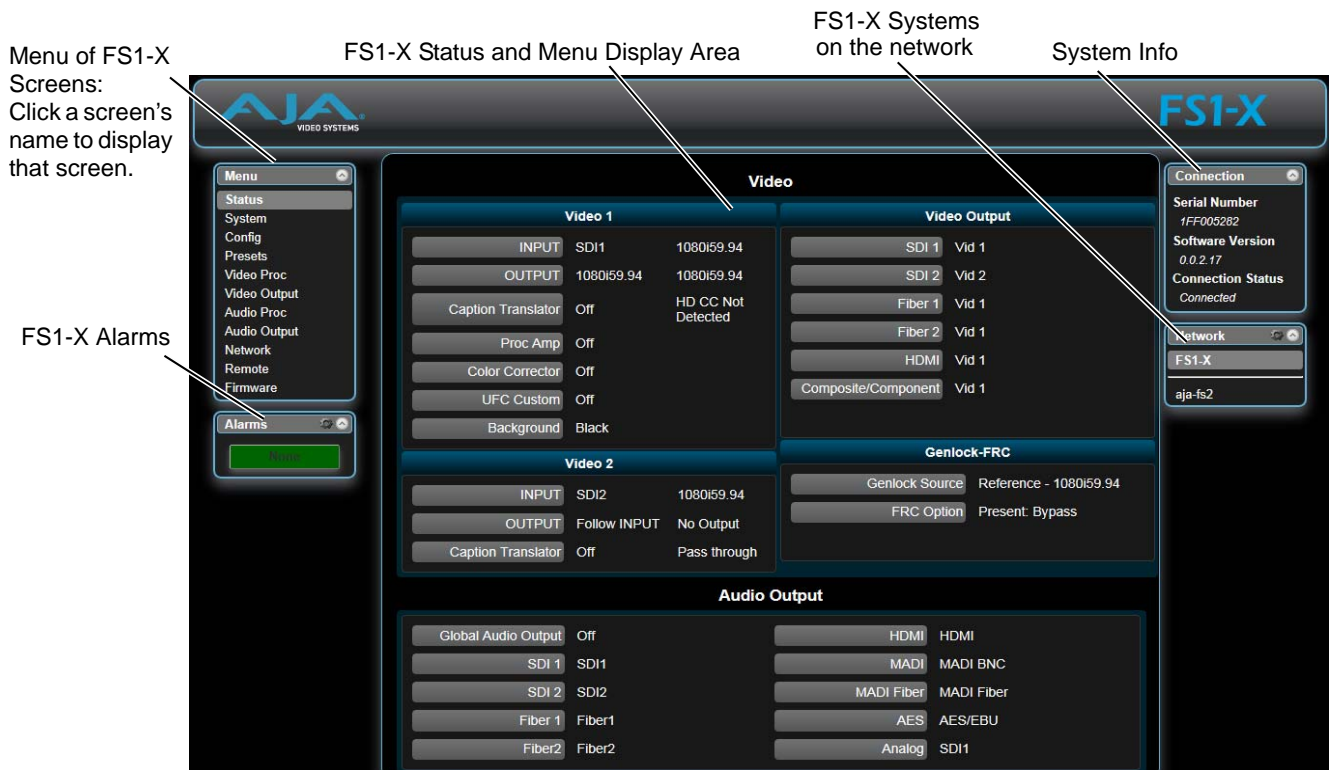 Menu of FS1-X
Screens:
Click a screen's
name to display
that screen.
FS1-X Status and Menu Display Area
FS1-X Systems
on the network
System Info
FS1-X Alarms
AJA
VIDEO SYSTEMS
FS1-X
Menu
Status
System
Config
Presets
Video Proc
Video Output
Audio Proc
Audio Output
Network
Remote
Firmware
Alarms
None
Video
Video 1
INPUT SDI1 1080i59.94
OUTPUT 1080i59.94 1080i59.94
Caption Translator Off HD CC Not
Detected
Proc Amp Off
Color Corrector Off
UFC Custom Off
Background Black
Video 2
INPUT SDI2 1080i59.94
OUTPUT Follow INPUT No Output
Caption Translator Off Pass through
Video Output
SDI 1 Vid 1
SDI 2 Vid 2
Fiber 1 Vid 1
Fiber 2 Vid 1
HDMI Vid 1
Composite/Component Vid 1
Genlock-FRC
Genlock Source Reference - 1080i59.94
FRC Option Present: Bypass
Audio Output
Global Audio Output Off
SDI 1 SDI1
SDI 2 SDI2
Fiber 1 Fiber1
Fiber2 Fiber2
HDMI HDMI
MADI MADI BNC
MADI Fiber MADI Fiber
AES AES/EBU
Analog SDI1
Connection
Serial Number
1FF005282
Software Version
0.0.2.17
Connection Status
Connected
Network
FS1-X
aja-fs2